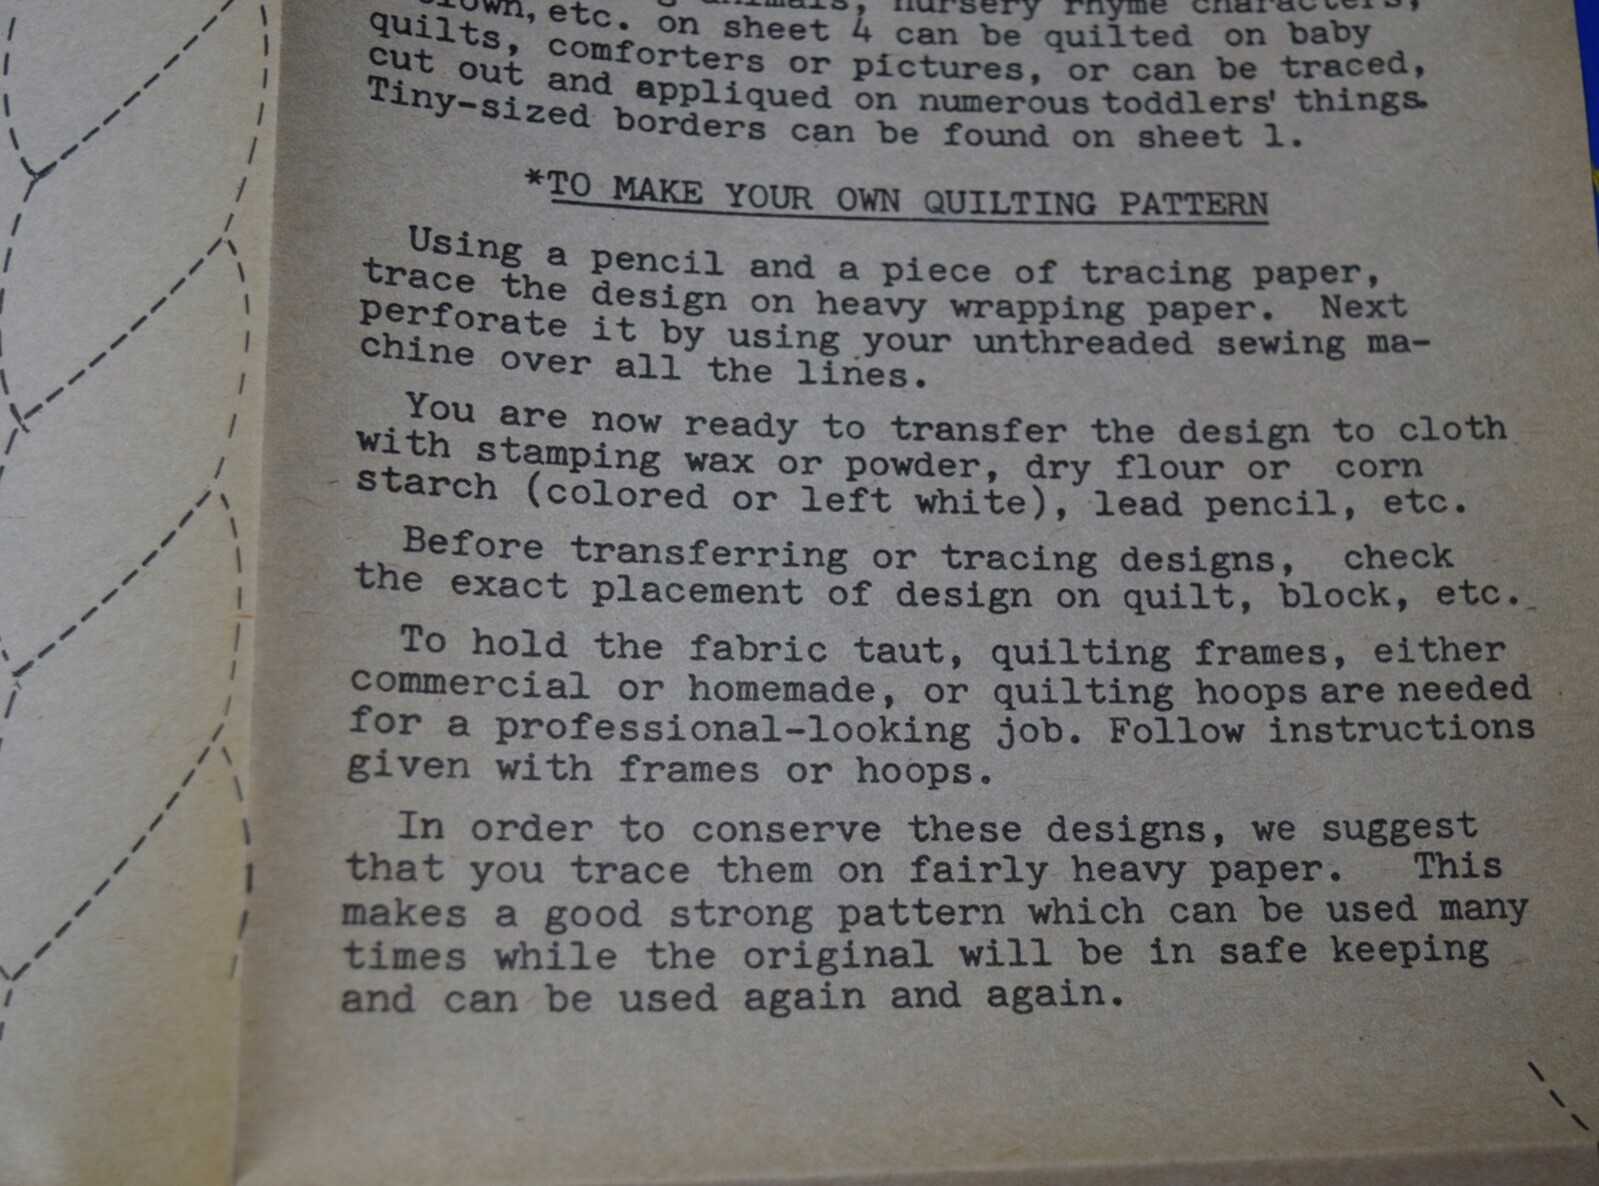 animals, nursery rhyme characters,
etc. on sheet 4 can be quilted on baby
quilts, comforters or pictures, or can be traced,
cut out and appliqued on numerous toddlers' things.
Tiny-sized borders can be found on sheet 1.
*TO MAKE YOUR OWN QUILTING PATTERN
Using a pencil and a piece of tracing paper,
trace the design on heavy wrapping paper. Next
perforate it by using your unthreaded sewing ma-
chine over all the lines.
You are now ready to transfer the design to cloth
with stamping wax or powder, dry flour or corn
starch (colored or left white), lead pencil, etc.
Before transferring or tracing designs, check
the exact placement of design on quilt, block, etc.
To hold the fabric taut, quilting frames, either
commercial or homemade, or quilting hoops are needed
for a professional-looking job. Follow instructions
given with frames or hoops.
In order to conserve these designs, we suggest
that you trace them on fairly heavy paper. This
makes a good strong pattern which can be used many
times while the original will be in safe keeping
and can be used again and again.